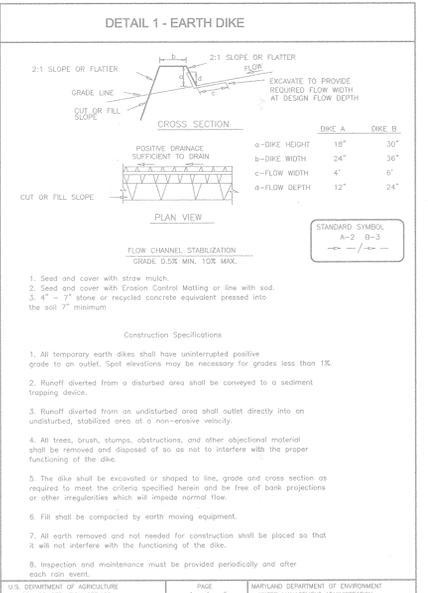 DETAIL 1 - EARTH DIKE
b
2:1 SLOPE OR FLATTER
2:1 SLOPE OR FLATTER
FLOW
GRADE LINE
a
d
c
EXCAVATE TO PROVIDE
REQUIRED FLOW WIDTH
AT DESIGN FLOW DEPTH
CUT OR FILL
SLOPE
CROSS SECTION
DIKE A DIKE B
a-DIKE HEIGHT 18" 30"
b-DIKE WIDTH 24" 36"
c-FLOW WIDTH 4' 6'
d-FLOW DEPTH 12" 24"
POSITIVE DRAINAGE
SUFFICIENT TO DRAIN
CUT OR FILL SLOPE
PLAN VIEW
STANDARD SYMBOL
A-2 B-3
/
FLOW CHANNEL STABILIZATION
GRADE 0.5% MIN. 10% MAX.
1. Seed and cover with straw mulch.
2. Seed and cover with Erosion Control Matting or line with sod.
3. 4" - 7" stone or recycled concrete equivalent pressed into
the soil 7" minimum
Construction Specifications
1. All temporary earth dikes shall have uninterrupted positive
grade to an outlet. Spot elevations may be necessary for grades less than 1%.
2. Runoff diverted from a disturbed area shall be conveyed to a sediment
trapping device.
3. Runoff diverted from an undisturbed area shall outlet directly into an
undisturbed, stabilized area at a non-erosive velocity.
4. All trees, brush, stumps, obstructions, and other objectional material
shall be removed and disposed of so as not to interfere with the proper
functioning of the dike.
5. The dike shall be excavated or shaped to line, grade and cross section as
required to meet the criteria specified herein and be free of bank projections
or other irregularities which will impede normal flow.
6. Fill shall be compacted by earth moving equipment.
7. All earth removed and not needed for construction shall be placed so that
it will not interfere with the functioning of the dike.
8. Inspection and maintenance must be provided periodically and after
each rain event.
U.S. DEPARTMENT OF AGRICULTURE
PAGE
MARYLAND DEPARTMENT OF ENVIRONMENT